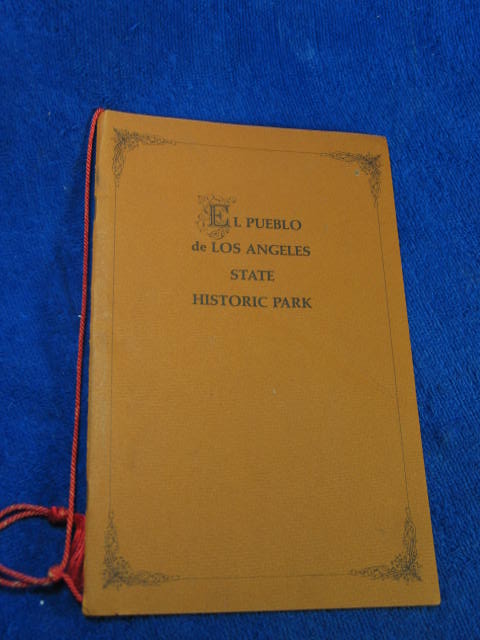 EL PUEBLO
de LOS ANGELES
STATE
HISTORIC PARK